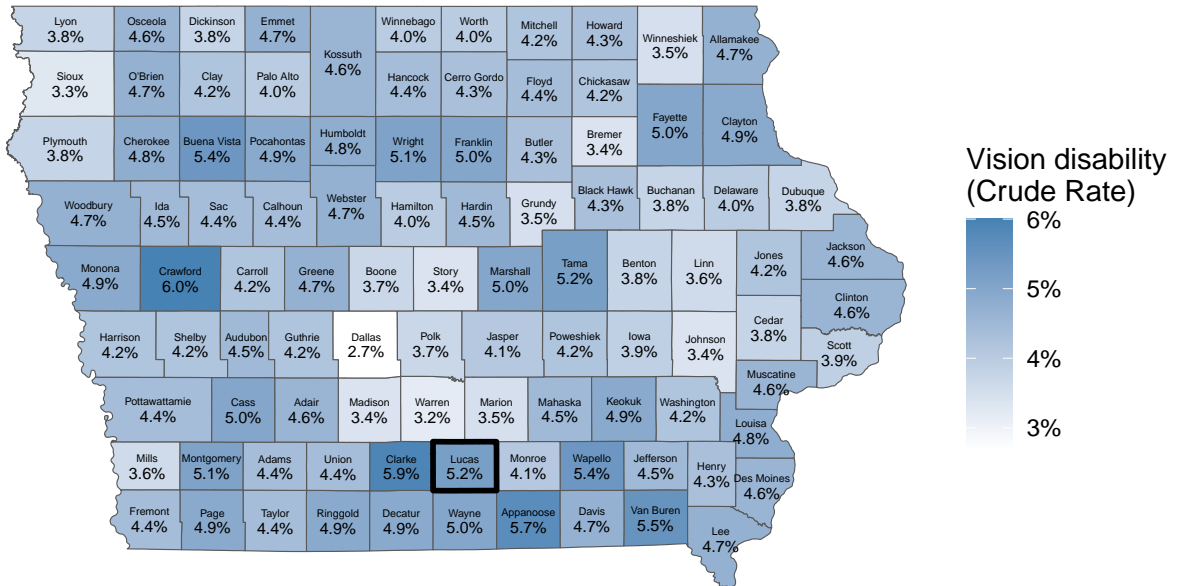 Lyon
3.8%
Osceola
4.6%
Dickinson
3.8%
Emmet
4.7%
Kossuth
4.6%
Winnebago
4.0%
Worth
4.0%
Mitchell
4.2%
Howard
4.3%
Winneshiek
3.5%
Allamakee
4.7%
Sioux
3.3%
O'Brien
4.7%
Clay
4.2%
Palo Alto
4.0%
Hancock
4.4%
Cerro Gordo
4.3%
Floyd
4.4%
Chickasaw
4.2%
Fayette
5.0%
Clayton
4.9%
Plymouth
3.8%
Cherokee
4.8%
Buena Vista
5.4%
Pocahontas
4.9%
Humboldt
4.8%
Wright
5.1%
Franklin
5.0%
Butler
4.3%
Bremer
3.4%
Woodbury
4.7%
Ida
4.5%
Sac
4.4%
Calhoun
4.4%
Webster
4.7%
Hamilton
4.0%
Hardin
4.5%
Grundy
3.5%
Black Hawk
4.3%
Buchanan
3.8%
Delaware
4.0%
Dubuque
3.8%
Monona
4.9%
Crawford
6.0%
Carroll
4.2%
Greene
4.7%
Boone
3.7%
Story
3.4%
Marshall
5.0%
Tama
5.2%
Benton
3.8%
Linn
3.6%
Jones
4.2%
Jackson
4.6%
Clinton
4.6%
Harrison
4.2%
Shelby
4.2%
Audubon
4.5%
Guthrie
4.2%
Dallas
2.7%
Polk
3.7%
Jasper
4.1%
Poweshiek
4.2%
Iowa
3.9%
Johnson
3.4%
Cedar
3.8%
Scott
3.9%
Muscatine
4.6%
Pottawattamie
4.4%
Cass
5.0%
Adair
4.6%
Madison
3.4%
Warren
3.2%
Marion
3.5%
Mahaska
4.5%
Keokuk
4.9%
Washington
4.2%
Louisa
4.8%
Mills
3.6%
Montgomery
5.1%
Adams
4.4%
Union
4.4%
Clarke
5.9%
Lucas
5.2%
Monroe
4.1%
Wapello
5.4%
Jefferson
4.5%
Henry
4.3%
Des Moines
4.6%
Fremont
4.4%
Page
4.9%
Taylor
4.4%
Ringgold
4.9%
Decatur
4.9%
Wayne
5.0%
Appanoose
5.7%
Davis
4.7%
Van Buren
5.5%
Lee
4.7%
Vision disability
(Crude Rate)
6%
5%
4%
3%